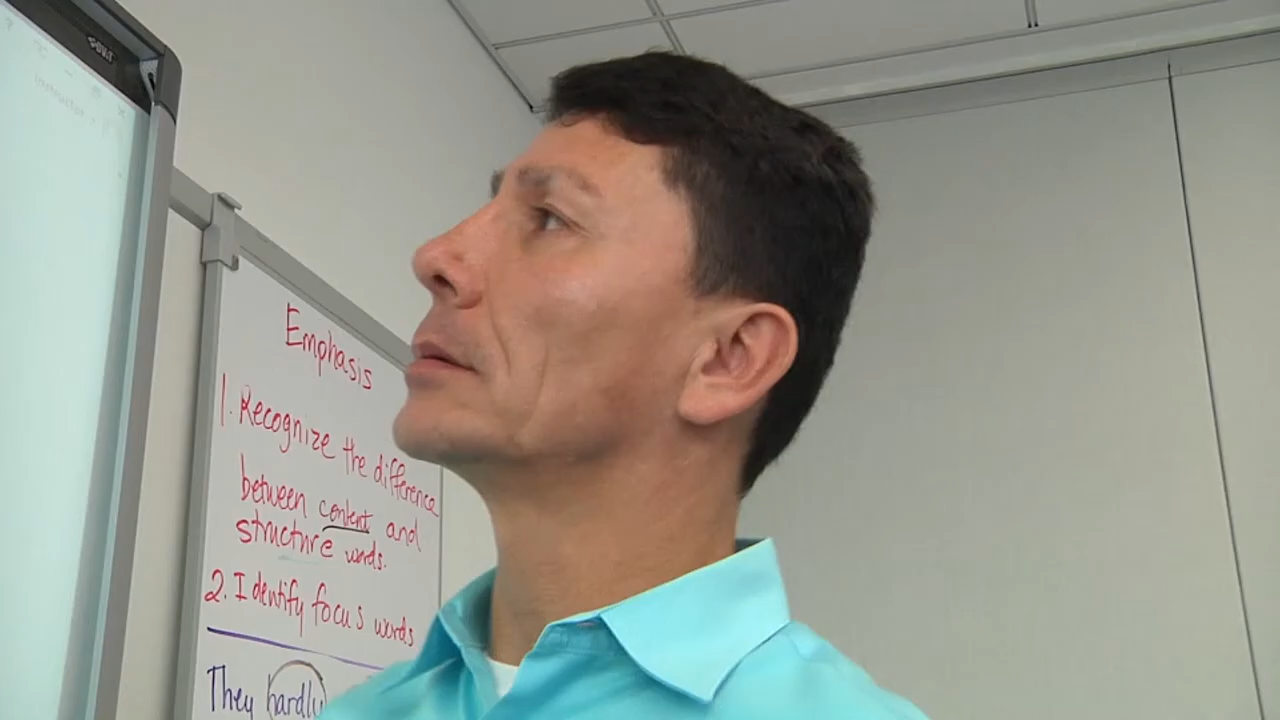 Emphasis
1. Recognize the difference
between content and
structure words.
2. Identify focus words
They hardly